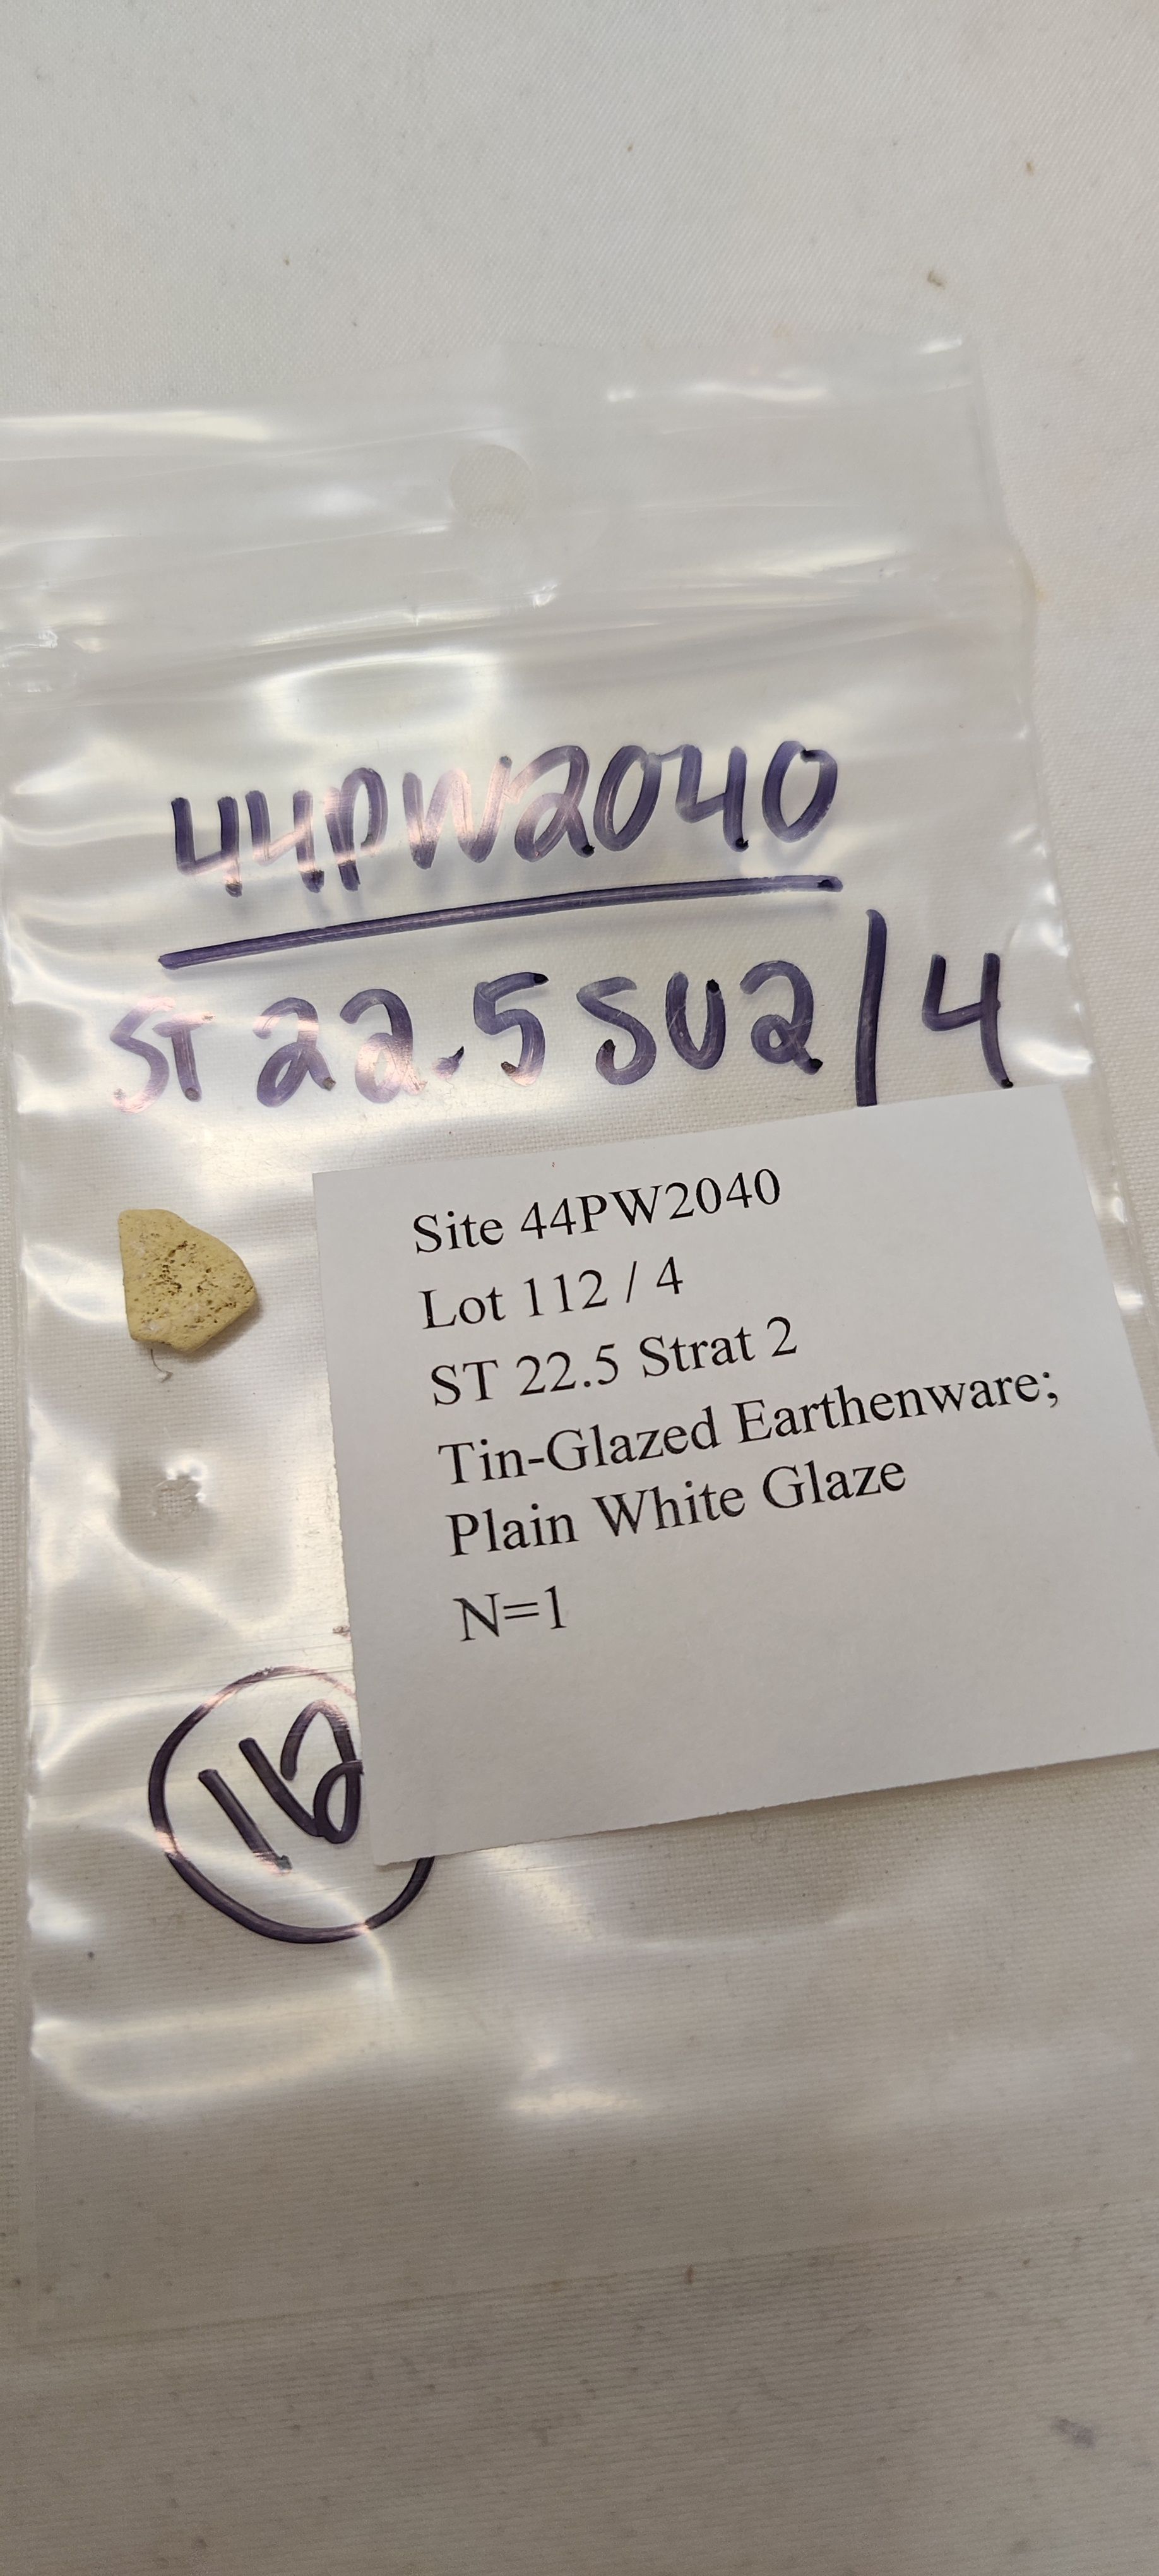 44PW2040
ST 22.5 SU2/4
Site 44PW2040
Lot 112 / 4
ST 22.5 Strat 2
Tin-Glazed Earthenware;
Plain White Glaze
N=1
112